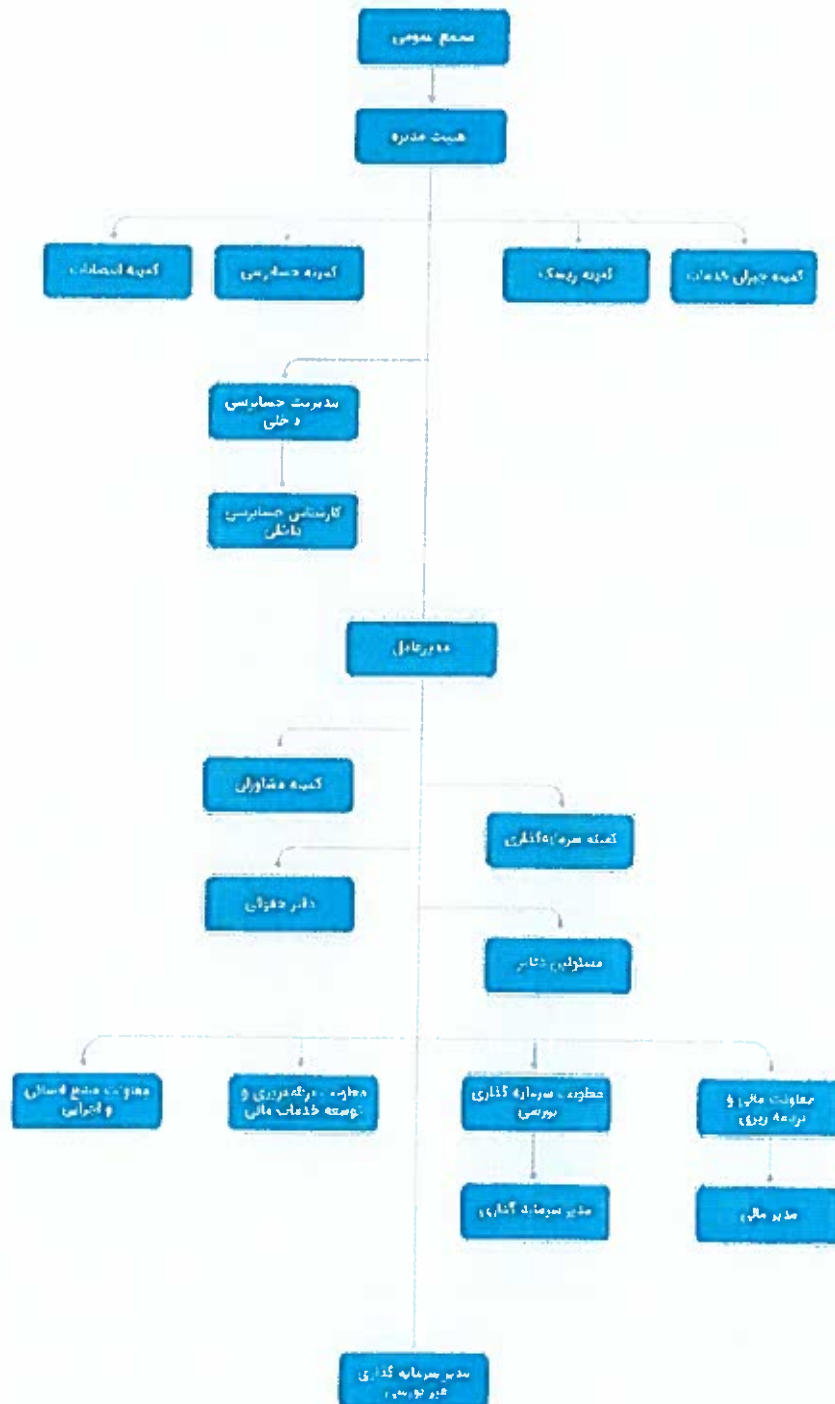 مجمع عمومی
هیئت مدیره
کمیته جبران خدمات
کمیته ریسک
کمیته حسابرسی
کمیته انتصابات
مدیریت حسابرسی
داخلی
کارشناس حسابرسی
داخلی
مدیرعامل
کمیته مشاوران
کمیته سرمایه‌گذاری
دفتر حقوقی
مسئولین دفاتر
معاونت مالی و
برنامه ریزی
معاونت سرمایه گذاری
بورسی
معاونت برنامه‌ریزی و
توسعه خدمات مالی
معاونت منابع انسانی
و اجرایی
مدیر مالی
مدیر سرمایه گذاری
مدیر سرمایه گذاری
غیر بورسی